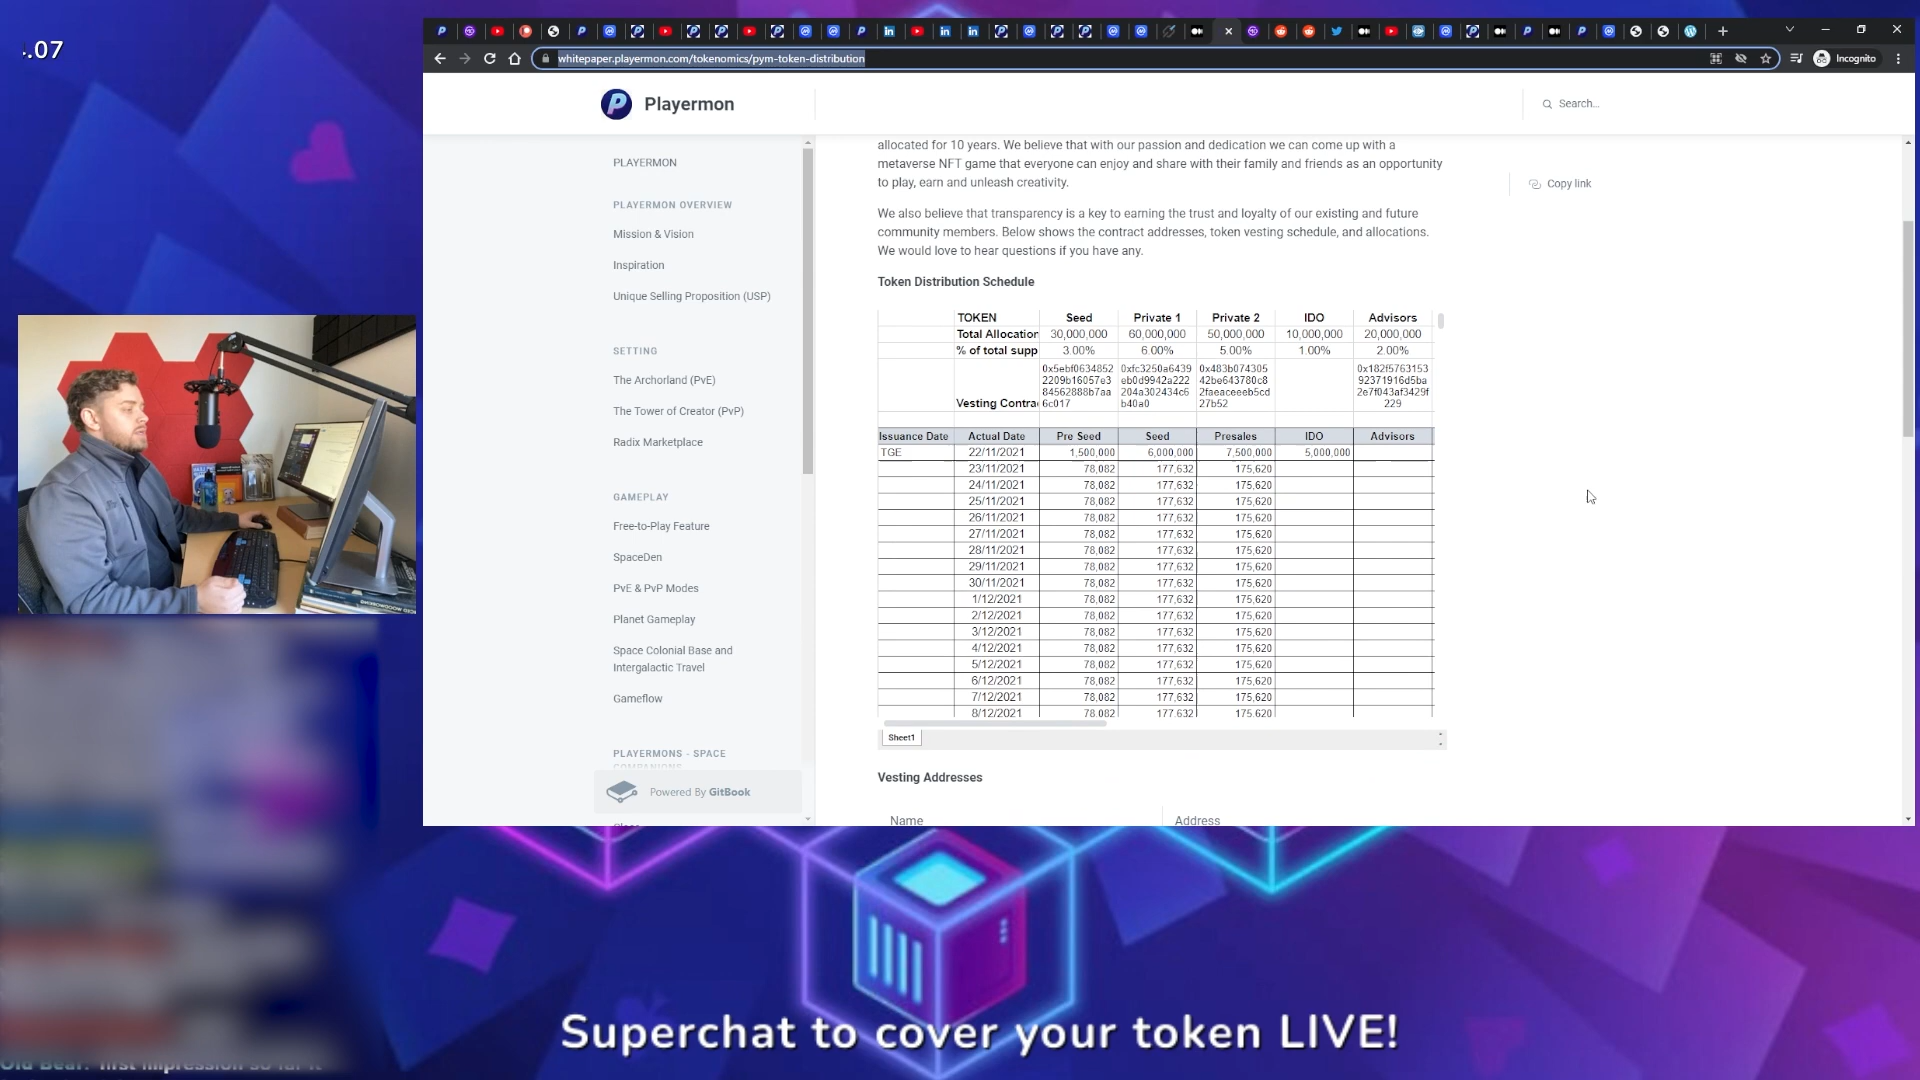 .07
whitepaper.playermon.com/tokenomics/pym-token-distribution
Incognito
Playermon
Search...
PLAYERMON
PLAYERMON OVERVIEW
Mission & Vision
Inspiration
Unique Selling Proposition (USP)
SETTING
The Archorland (PvE)
The Tower of Creator (PvP)
Radix Marketplace
GAMEPLAY
Free-to-Play Feature
SpaceDen
PvE & PvP Modes
Planet Gameplay
Space Colonial Base and
Intergalactic Travel
Gameflow
PLAYERMONS - SPACE
Powered By GitBook
allocated for 10 years. We believe that with our passion and dedication we can come up with a
metaverse NFT game that everyone can enjoy and share with their family and friends as an opportunity
to play, earn and unleash creativity.
We also believe that transparency is a key to earning the trust and loyalty of our existing and future
community members. Below shows the contract addresses, token vesting schedule, and allocations.
We would love to hear questions if you have any.
Token Distribution Schedule
TOKEN Seed Private 1 Private 2 IDO Advisors
Total Allocation 30,000,000 60,000,000 50,000,000 10,000,000 20,000,000
% of total supp 3.00% 6.00% 5.00% 1.00% 2.00%
0x5ebf0634852 0xfc3250a6439 0x483b074305 0x182f5763153
2209b16057e3 eb0d9942a222 42be643780c8 92371916d5ba
84562888b7aa 204a302434c6 2faeaceeeb5cd 2e7f043af3429f
Vesting Contra 6c017 b40a0 27b52 229
Issuance Date Actual Date Pre Seed Seed Presales IDO Advisors
TGE 22/11/2021 1,500,000 6,000,000 7,500,000 5,000,000
23/11/2021 78,082 177,632 175,620
24/11/2021 78,082 177,632 175,620
25/11/2021 78,082 177,632 175,620
26/11/2021 78,082 177,632 175,620
27/11/2021 78,082 177,632 175,620
28/11/2021 78,082 177,632 175,620
29/11/2021 78,082 177,632 175,620
30/11/2021 78,082 177,632 175,620
1/12/2021 78,082 177,632 175,620
2/12/2021 78,082 177,632 175,620
3/12/2021 78,082 177,632 175,620
4/12/2021 78,082 177,632 175,620
5/12/2021 78,082 177,632 175,620
6/12/2021 78,082 177,632 175,620
7/12/2021 78,082 177,632 175,620
8/12/2021 78,082 177,632 175,620
Sheet1
Vesting Addresses
Name Address
Copy link
Superchat to cover your token LIVE!